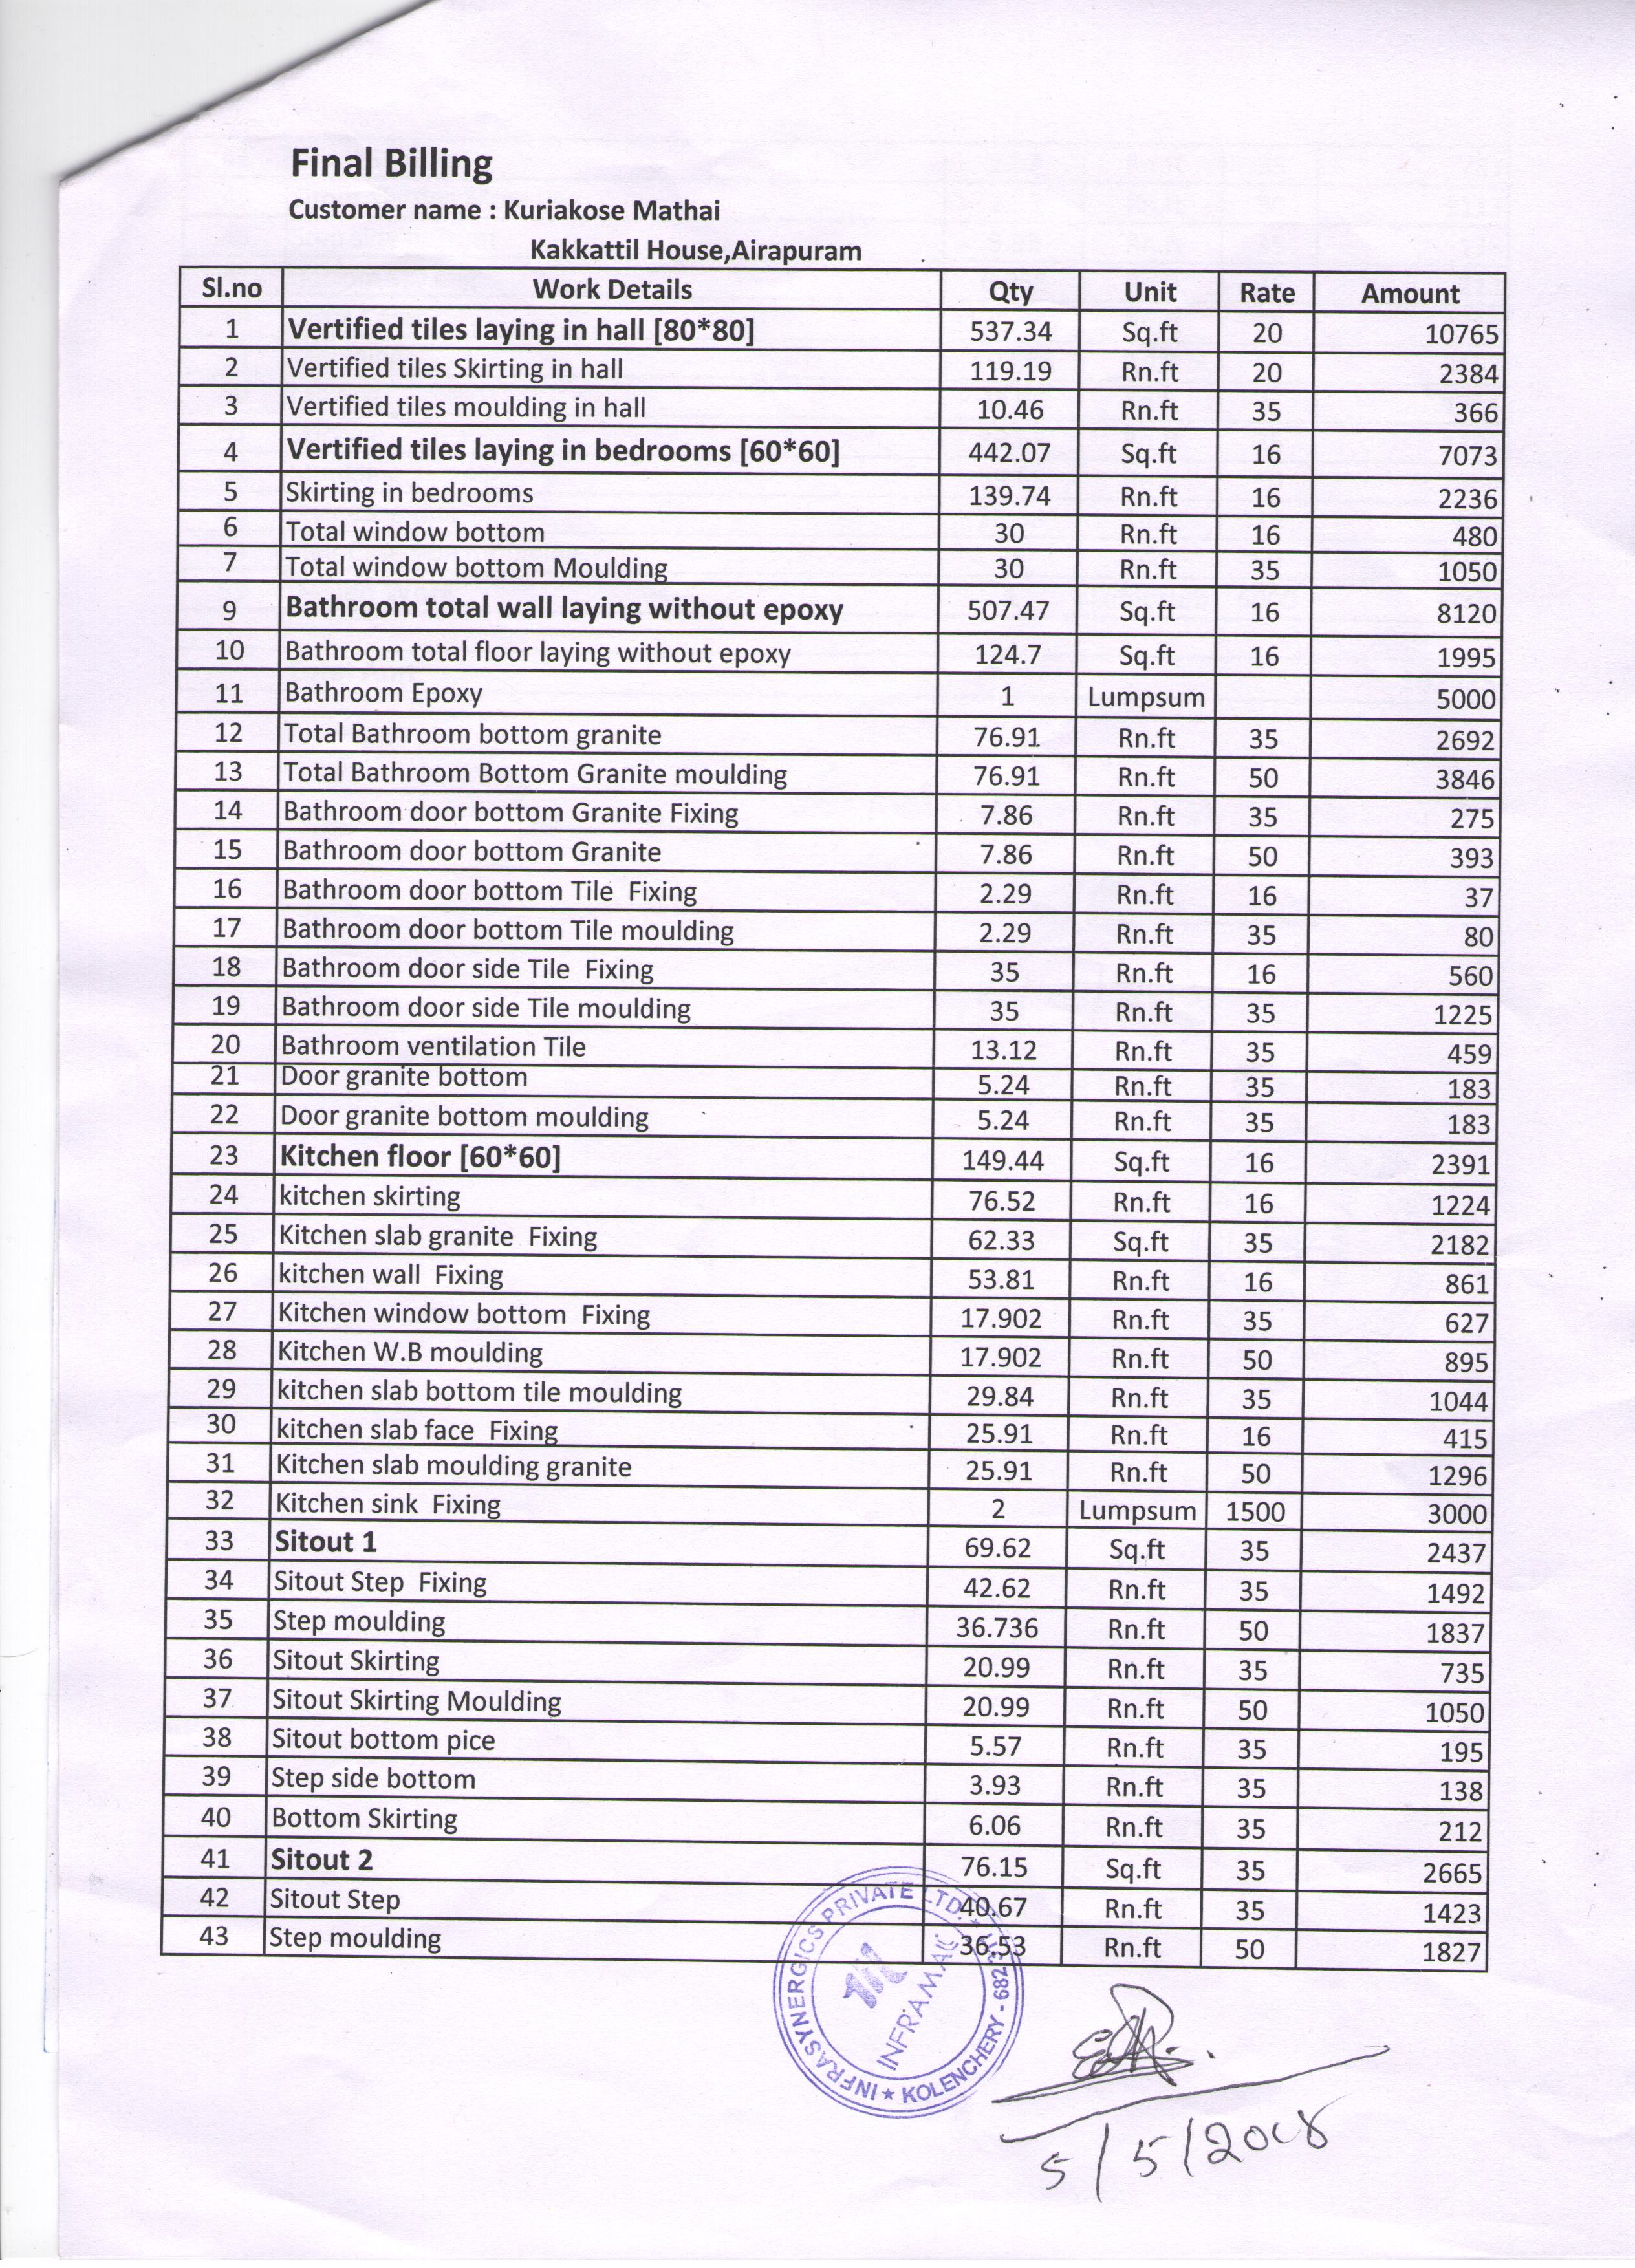 Final Billing
Customer name : Kuriakose Mathai
Kakkattil House,Airapuram
Sl.no Work Details Qty Unit Rate Amount
1 Vertified tiles laying in hall [80*80] 537.34 Sq.ft 20 10765
2 Vertified tiles Skirting in hall 119.19 Rn.ft 20 2384
3 Vertified tiles moulding in hall 10.46 Rn.ft 35 366
4 Vertified tiles laying in bedrooms [60*60] 442.07 Sq.ft 16 7073
5 Skirting in bedrooms 139.74 Rn.ft 16 2236
6 Total window bottom 30 Rn.ft 16 480
7 Total window bottom Moulding 30 Rn.ft 35 1050
9 Bathroom total wall laying without epoxy 507.47 Sq.ft 16 8120
10 Bathroom total floor laying without epoxy 124.7 Sq.ft 16 1995
11 Bathroom Epoxy 1 Lumpsum 5000
12 Total Bathroom bottom granite 76.91 Rn.ft 35 2692
13 Total Bathroom Bottom Granite moulding 76.91 Rn.ft 50 3846
14 Bathroom door bottom Granite Fixing 7.86 Rn.ft 35 275
15 Bathroom door bottom Granite 7.86 Rn.ft 50 393
16 Bathroom door bottom Tile Fixing 2.29 Rn.ft 16 37
17 Bathroom door bottom Tile moulding 2.29 Rn.ft 35 80
18 Bathroom door side Tile Fixing 35 Rn.ft 16 560
19 Bathroom door side Tile moulding 35 Rn.ft 35 1225
20 Bathroom ventilation Tile 13.12 Rn.ft 35 459
21 Door granite bottom 5.24 Rn.ft 35 183
22 Door granite bottom moulding 5.24 Rn.ft 35 183
23 Kitchen floor [60*60] 149.44 Sq.ft 16 2391
24 kitchen skirting 76.52 Rn.ft 16 1224
25 Kitchen slab granite Fixing 62.33 Sq.ft 35 2182
26 kitchen wall Fixing 53.81 Rn.ft 16 861
27 Kitchen window bottom Fixing 17.902 Rn.ft 35 627
28 Kitchen W.B moulding 17.902 Rn.ft 50 895
29 kitchen slab bottom tile moulding 29.84 Rn.ft 35 1044
30 kitchen slab face Fixing 25.91 Rn.ft 16 415
31 Kitchen slab moulding granite 25.91 Rn.ft 50 1296
32 Kitchen sink Fixing 2 Lumpsum 1500 3000
33 Sitout 1 69.62 Sq.ft 35 2437
34 Sitout Step Fixing 42.62 Rn.ft 35 1492
35 Step moulding 36.736 Rn.ft 50 1837
36 Sitout Skirting 20.99 Rn.ft 35 735
37 Sitout Skirting Moulding 20.99 Rn.ft 50 1050
38 Sitout bottom pice 5.57 Rn.ft 35 195
39 Step side bottom 3.93 Rn.ft 35 138
40 Bottom Skirting 6.06 Rn.ft 35 212
41 Sitout 2 76.15 Sq.ft 35 2665
42 Sitout Step 40.67 Rn.ft 35 1423
43 Step moulding 36.53 Rn.ft 50 1827
INFRASYNERGICS PRIVATE LTD.
KOLENCHERY - 682 311
INFRAMALL
5/5/2018